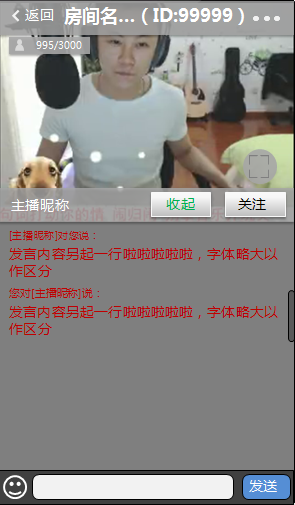 返回 房间名...（ID:99999） •••
995/3000
主播昵称 收起 关注
[主播昵称]对您说：
发言内容另起一行啦啦啦啦啦，字体略大以
作区分
您对[主播昵称]说：
发言内容另起一行啦啦啦啦啦，字体略大以
作区分
发送